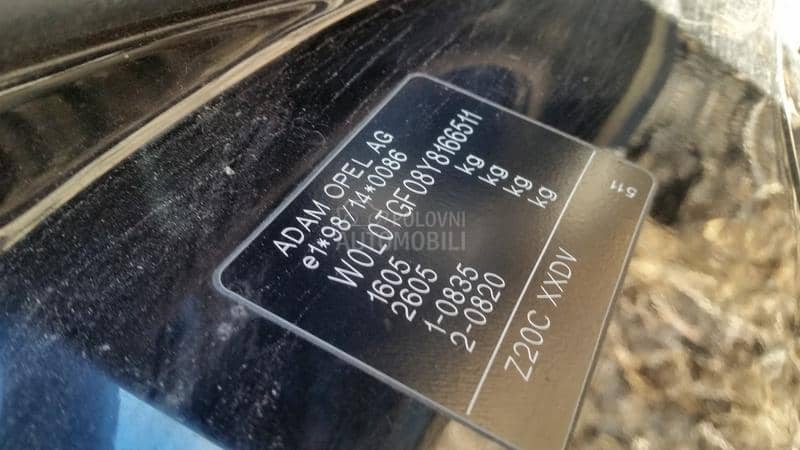 ADAM OPEL AG
e1*98/14*0086
W0L0TGF08Y8166511
1605 kg
2605 kg
1-0835 kg
2-0820 kg
Z20C XXDV
511
POLOVNI
AUTOMOBILI